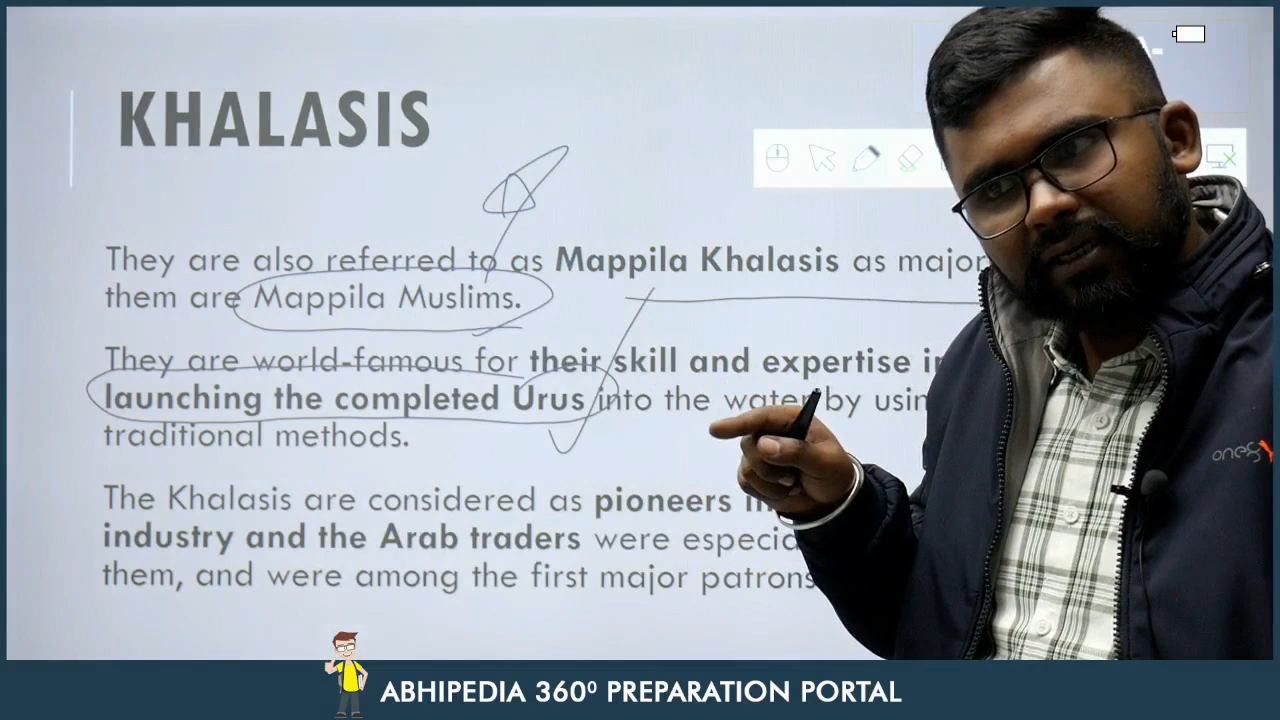 KHALASIS
They are also referred to as Mappila Khalasis as major
them are Mappila Muslims.
They are world-famous for their skill and expertise in
launching the completed Urus into the water by
traditional methods.
The Khalasis are considered as pioneers
industry and the Arab traders were
them, and were among the first major patrons
ABHIPEDIA 360⁰ PREPARATION PORTAL